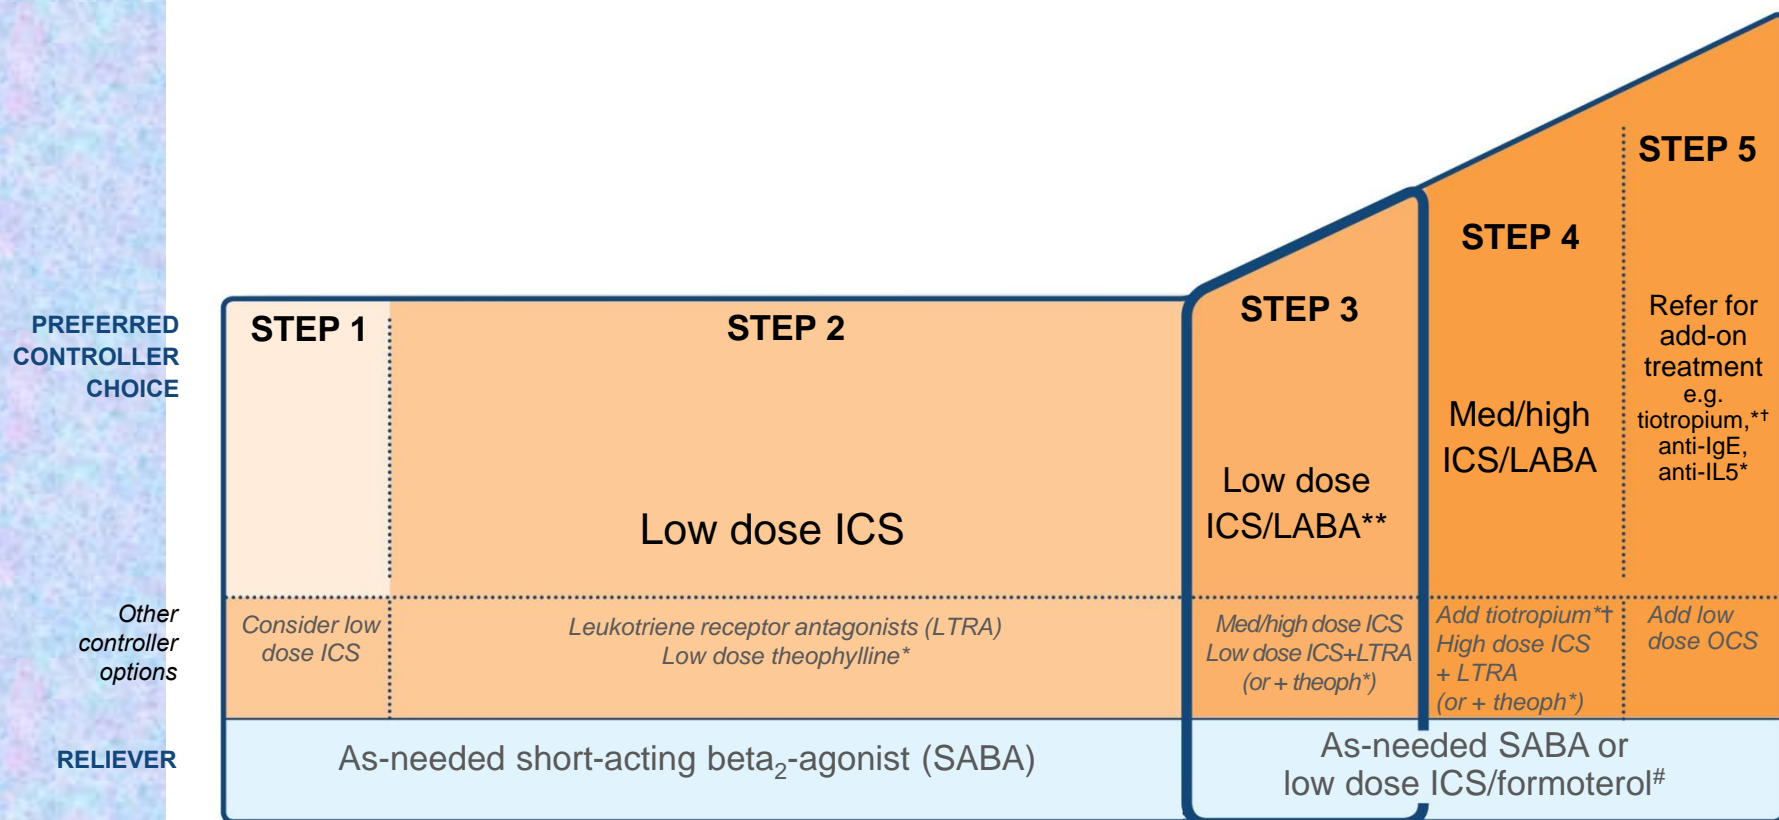 STEP 5
STEP 4
STEP 3
STEP 1
STEP 2
PREFERRED
CONTROLLER
CHOICE
Refer for
add-on
treatment
e.g.
tiotropium,*†
anti-IgE,
anti-IL5*
Med/high
ICS/LABA
Low dose
ICS/LABA**
Low dose ICS
Other
controller
options
Consider low
dose ICS
Leukotriene receptor antagonists (LTRA)
Low dose theophylline*
Med/high dose ICS
Low dose ICS+LTRA
(or + theoph*)
Add tiotropium*†
High dose ICS
+ LTRA
(or + theoph*)
Add low
dose OCS
RELIEVER
As-needed short-acting beta₂-agonist (SABA)
As-needed SABA or
low dose ICS/formoterol#